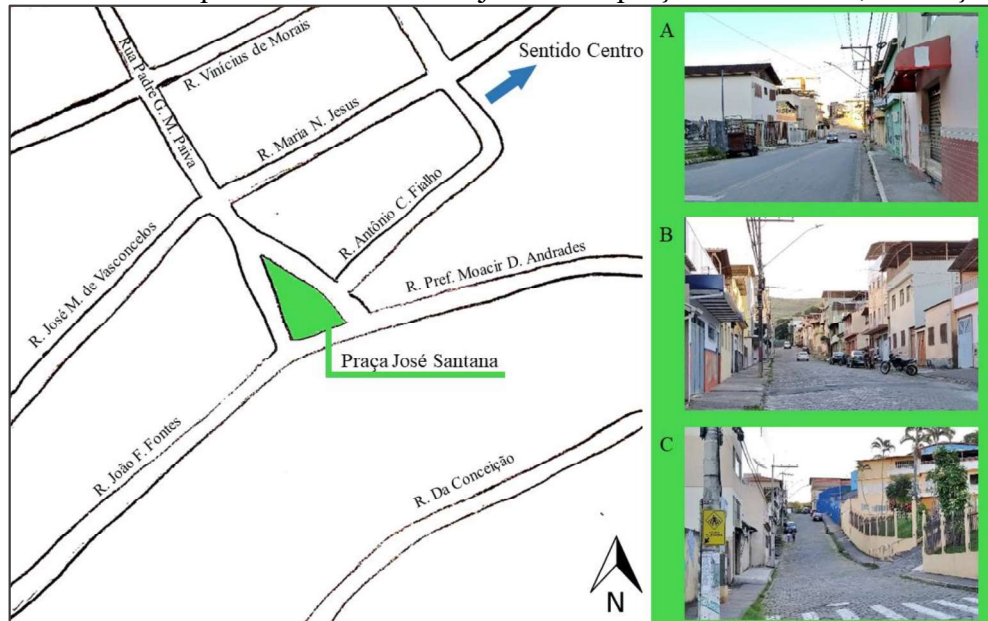 Sentido Centro
Rua Padre G. M. Paiva
R. Vinícius de Morais
R. Maria N. Jesus
R. Antônio C. Fialho
R. José M. de Vasconcelos
R. Pref. Moacir D. Andrades
Praça José Santana
R. João F. Fontes
R. Da Conceição
N
A
B
C